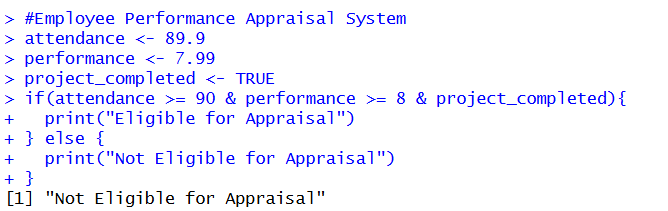 > #Employee Performance Appraisal System
> attendance <- 89.9
> performance <- 7.99
> project_completed <- TRUE
> if(attendance >= 90 & performance >= 8 & project_completed){
+   print("Eligible for Appraisal")
+ } else {
+   print("Not Eligible for Appraisal")
+ }
[1] "Not Eligible for Appraisal"